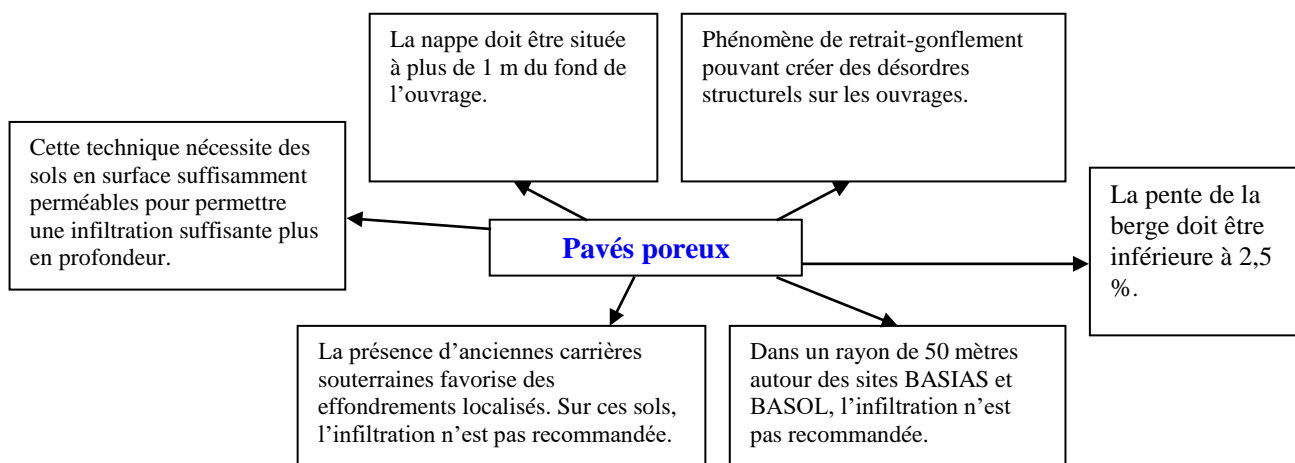 La nappe doit être située
à plus de 1 m du fond de
l’ouvrage.
Phénomène de retrait-gonflement
pouvant créer des désordres
structurels sur les ouvrages.
Cette technique nécessite des
sols en surface suffisamment
perméables pour permettre
une infiltration suffisante plus
en profondeur.
Pavés poreux
La pente de la
berge doit être
inférieure à 2,5
%.
La présence d’anciennes carrières
souterraines favorise des
effondrements localisés. Sur ces sols,
l’infiltration n’est pas recommandée.
Dans un rayon de 50 mètres
autour des sites BASIAS et
BASOL, l’infiltration n’est
pas recommandée.